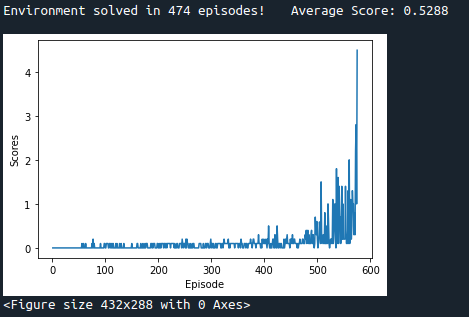 Environment solved in 474 episodes!    Average Score: 0.5288
4
3
2
1
0
Scores
0 100 200 300 400 500 600
Episode
<Figure size 432x288 with 0 Axes>